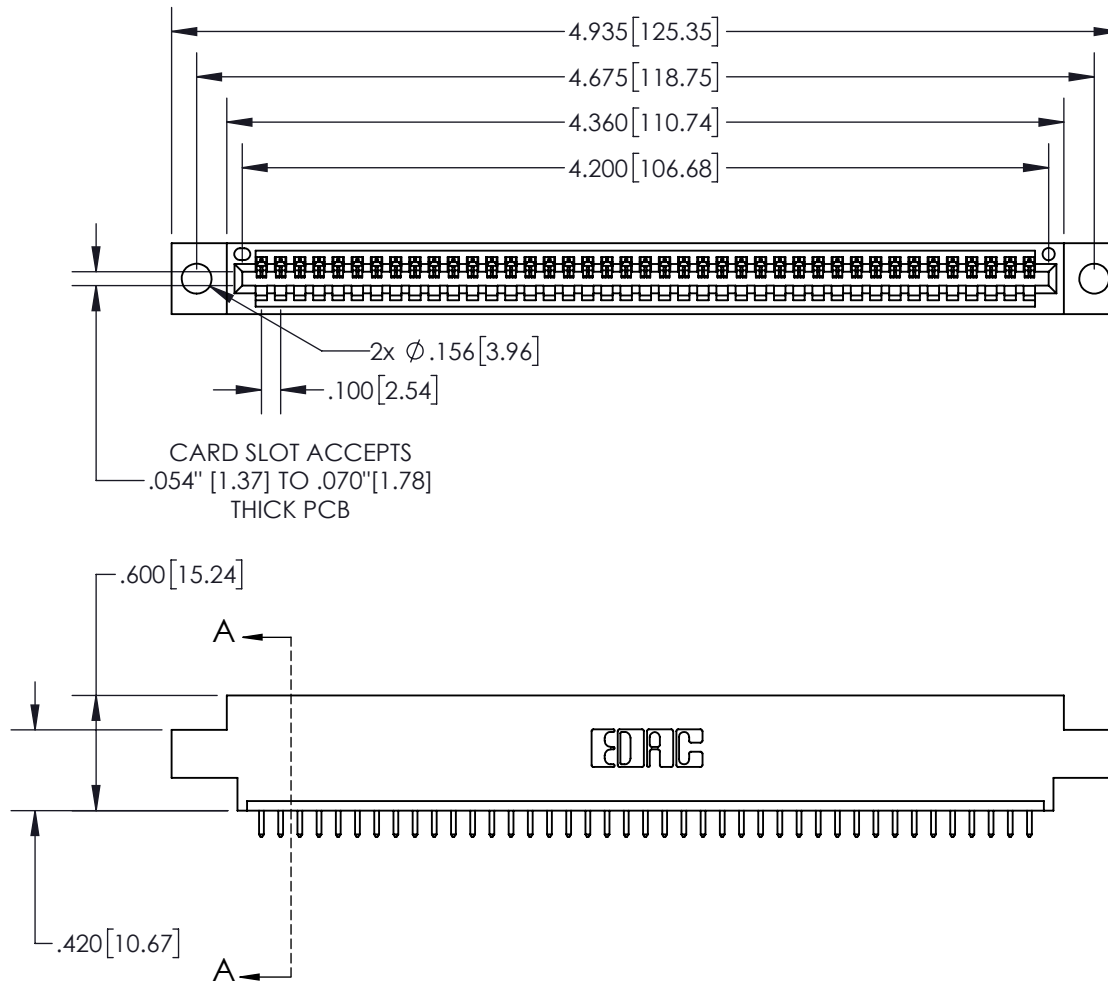 4.935[125.35]
4.675[118.75]
4.360[110.74]
4.200[106.68]
2x Ø.156[3.96]
.100[2.54]
CARD SLOT ACCEPTS
.054" [1.37] TO .070"[1.78]
THICK PCB
.600[15.24]
A
EDAC
.420[10.67]
A